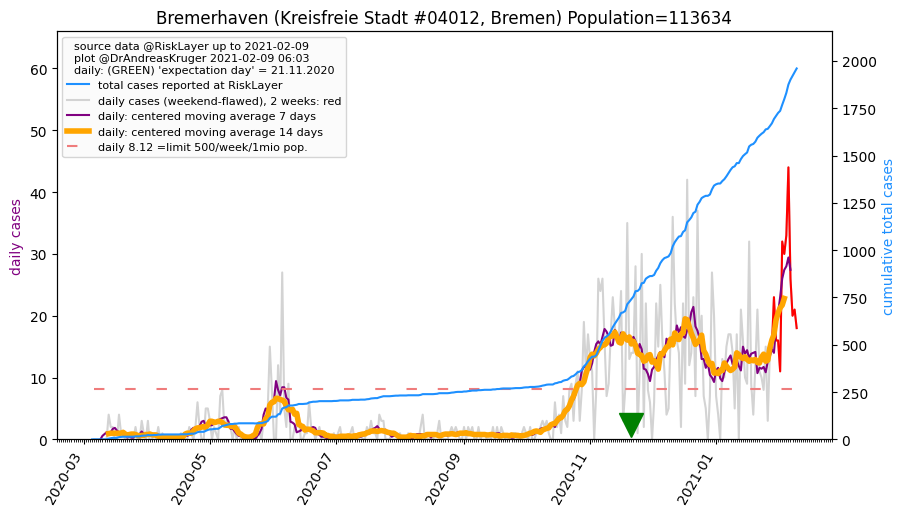 Bremerhaven (Kreisfreie Stadt #04012, Bremen) Population=113634
source data @RiskLayer up to 2021-02-09
plot @DrAndreasKruger 2021-02-09 06:03
daily: (GREEN) 'expectation day' = 21.11.2020
total cases reported at RiskLayer
daily cases (weekend-flawed), 2 weeks: red
daily: centered moving average 7 days
daily: centered moving average 14 days
daily 8.12 =limit 500/week/1mio pop.
daily cases
60
50
40
30
20
10
0
cumulative total cases
2000
1750
1500
1250
1000
750
500
250
0
2020-03
2020-05
2020-07
2020-09
2020-11
2021-01